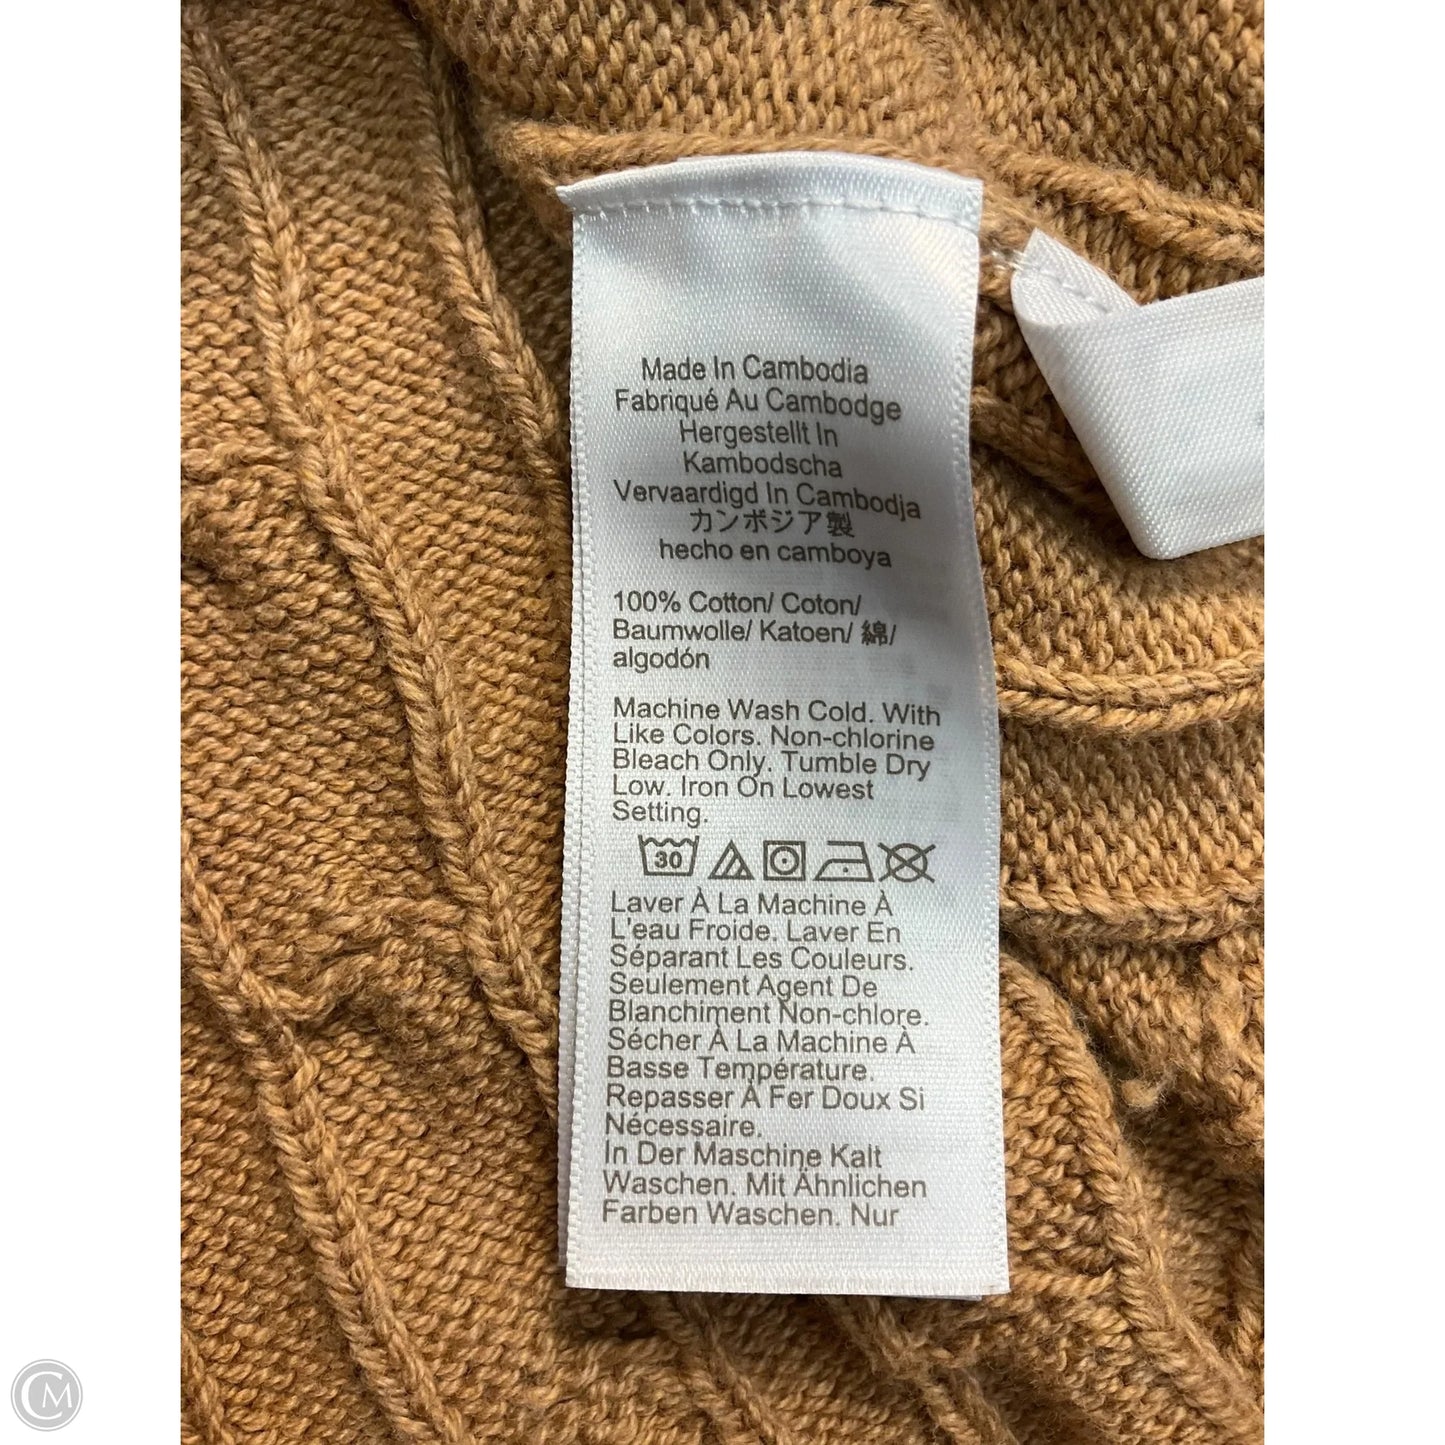 Made In Cambodia
Fabriqué Au Cambodge
Hergestellt In
Kambodscha
Vervaardigd In Cambodja
カンボジア製
hecho en camboya
100% Cotton/ Coton/
Baumwolle/ Katoen/ 綿/
algodón
Machine Wash Cold. With
Like Colors. Non-chlorine
Bleach Only. Tumble Dry
Low. Iron On Lowest
Setting.
30
Laver À La Machine À
L'eau Froide. Laver En
Séparant Les Couleurs.
Seulement Agent De
Blanchiment Non-chlore.
Sécher À La Machine À
Basse Température.
Repasser À Fer Doux Si
Nécessaire.
In Der Maschine Kalt
Waschen. Mit Ähnlichen
Farben Waschen. Nur
CM